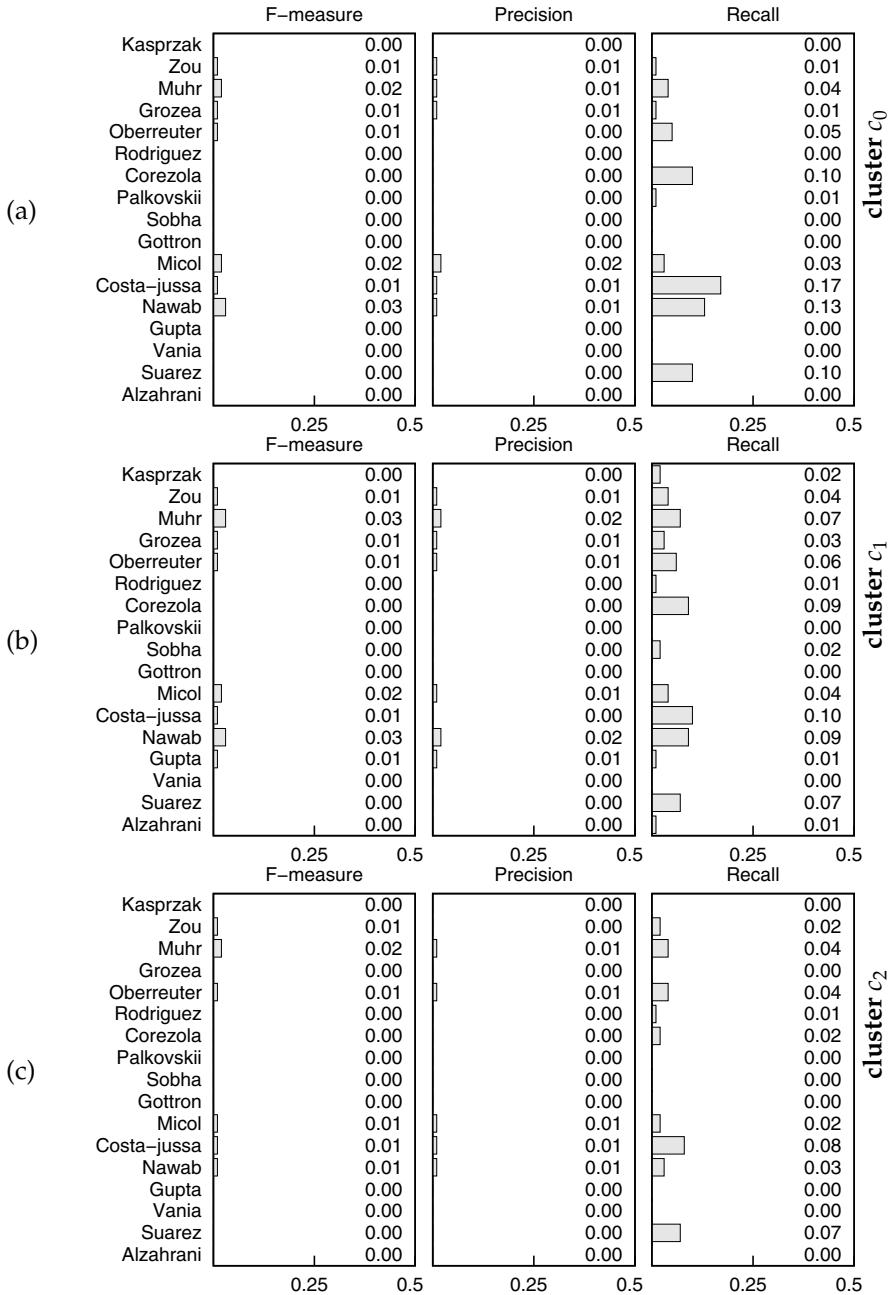 F−measure Precision Recall
Kasprzak 0.00 0.00 0.00
Zou 0.01 0.01 0.01
Muhr 0.02 0.01 0.04
Grozea 0.01 0.01 0.01
Oberreuter 0.01 0.00 0.05
Rodriguez 0.00 0.00 0.00
Corezola 0.00 0.00 0.10
Palkovskii 0.00 0.00 0.01
(a)
Sobha 0.00 0.00 0.00
Gottron 0.00 0.00 0.00
Micol 0.02 0.02 0.03
Costa−jussa 0.01 0.01 0.17
Nawab 0.03 0.01 0.13
Gupta 0.00 0.00 0.00
Vania 0.00 0.00 0.00
Suarez 0.00 0.00 0.10
Alzahrani 0.00 0.00 0.00
0.25 0.5 0.25 0.5 0.25 0.5
cluster c0
F−measure Precision Recall
Kasprzak 0.00 0.00 0.02
Zou 0.01 0.01 0.04
Muhr 0.03 0.02 0.07
Grozea 0.01 0.01 0.03
Oberreuter 0.01 0.01 0.06
Rodriguez 0.00 0.00 0.01
Corezola 0.00 0.00 0.09
Palkovskii 0.00 0.00 0.00
(b)
Sobha 0.00 0.00 0.02
Gottron 0.00 0.00 0.00
Micol 0.02 0.01 0.04
Costa−jussa 0.01 0.00 0.10
Nawab 0.03 0.02 0.09
Gupta 0.01 0.01 0.01
Vania 0.00 0.00 0.00
Suarez 0.00 0.00 0.07
Alzahrani 0.00 0.00 0.01
0.25 0.5 0.25 0.5 0.25 0.5
cluster c1
F−measure Precision Recall
Kasprzak 0.00 0.00 0.00
Zou 0.01 0.00 0.02
Muhr 0.02 0.01 0.04
Grozea 0.00 0.00 0.00
Oberreuter 0.01 0.01 0.04
Rodriguez 0.00 0.00 0.01
Corezola 0.00 0.00 0.02
Palkovskii 0.00 0.00 0.00
(c)
Sobha 0.00 0.00 0.00
Gottron 0.00 0.00 0.00
Micol 0.01 0.01 0.02
Costa−jussa 0.01 0.01 0.08
Nawab 0.01 0.01 0.03
Gupta 0.00 0.00 0.00
Vania 0.00 0.00 0.00
Suarez 0.00 0.00 0.07
Alzahrani 0.00 0.00 0.00
0.25 0.5 0.25 0.5 0.25 0.5
cluster c2